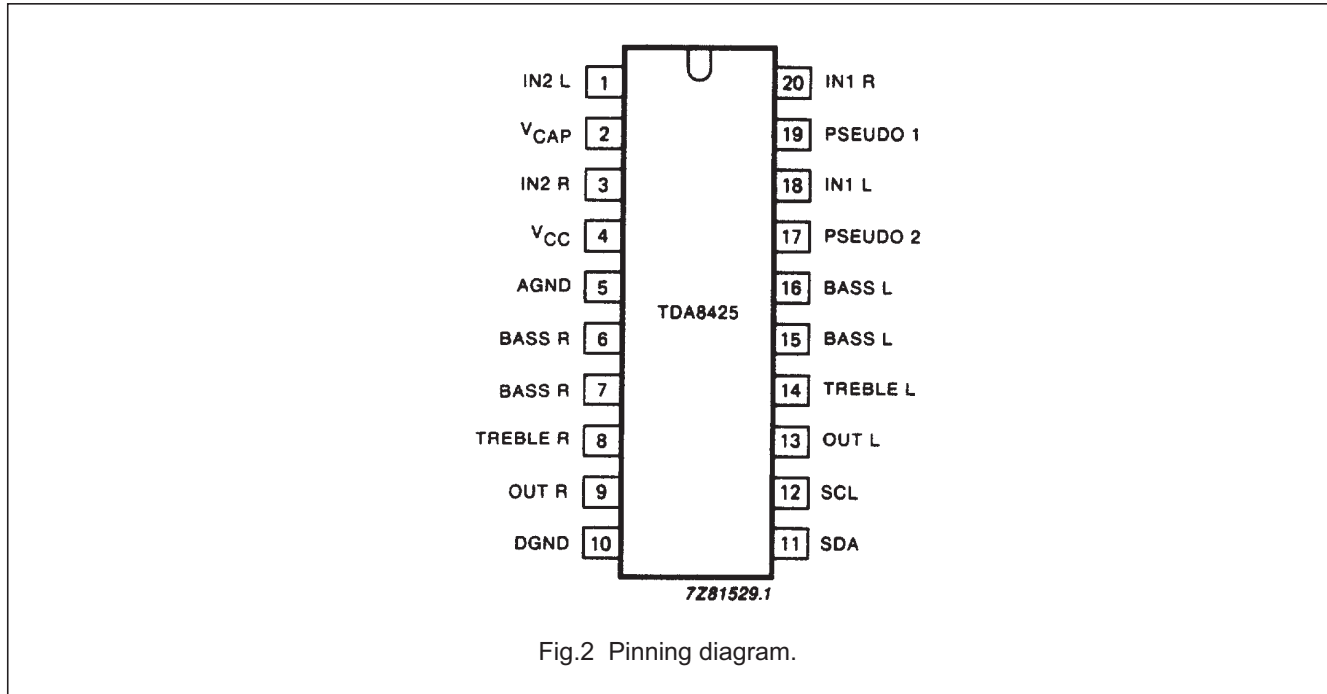 IN2 L 1 20 IN1 R
VCAP 2 19 PSEUDO 1
IN2 R 3 18 IN1 L
VCC 4 17 PSEUDO 2
AGND 5 16 BASS L
TDA8425
BASS R 6 15 BASS L
BASS R 7 14 TREBLE L
TREBLE R 8 13 OUT L
OUT R 9 12 SCL
DGND 10 11 SDA
7Z81529.1
Fig.2 Pinning diagram.